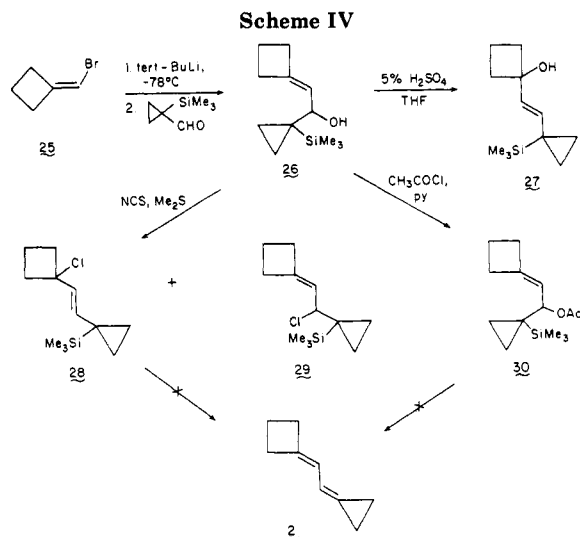 Scheme IV
Br
25
1. tert-BuLi,
-78°C
2. SiMe3
CHO
OH
SiMe3
26
5% H2SO4
THF
OH
Me3Si
27
NCS, Me2S
CH3COCl,
py
Cl
Me3Si
28
+
Cl
Me3Si
29
OAc
SiMe3
30
2